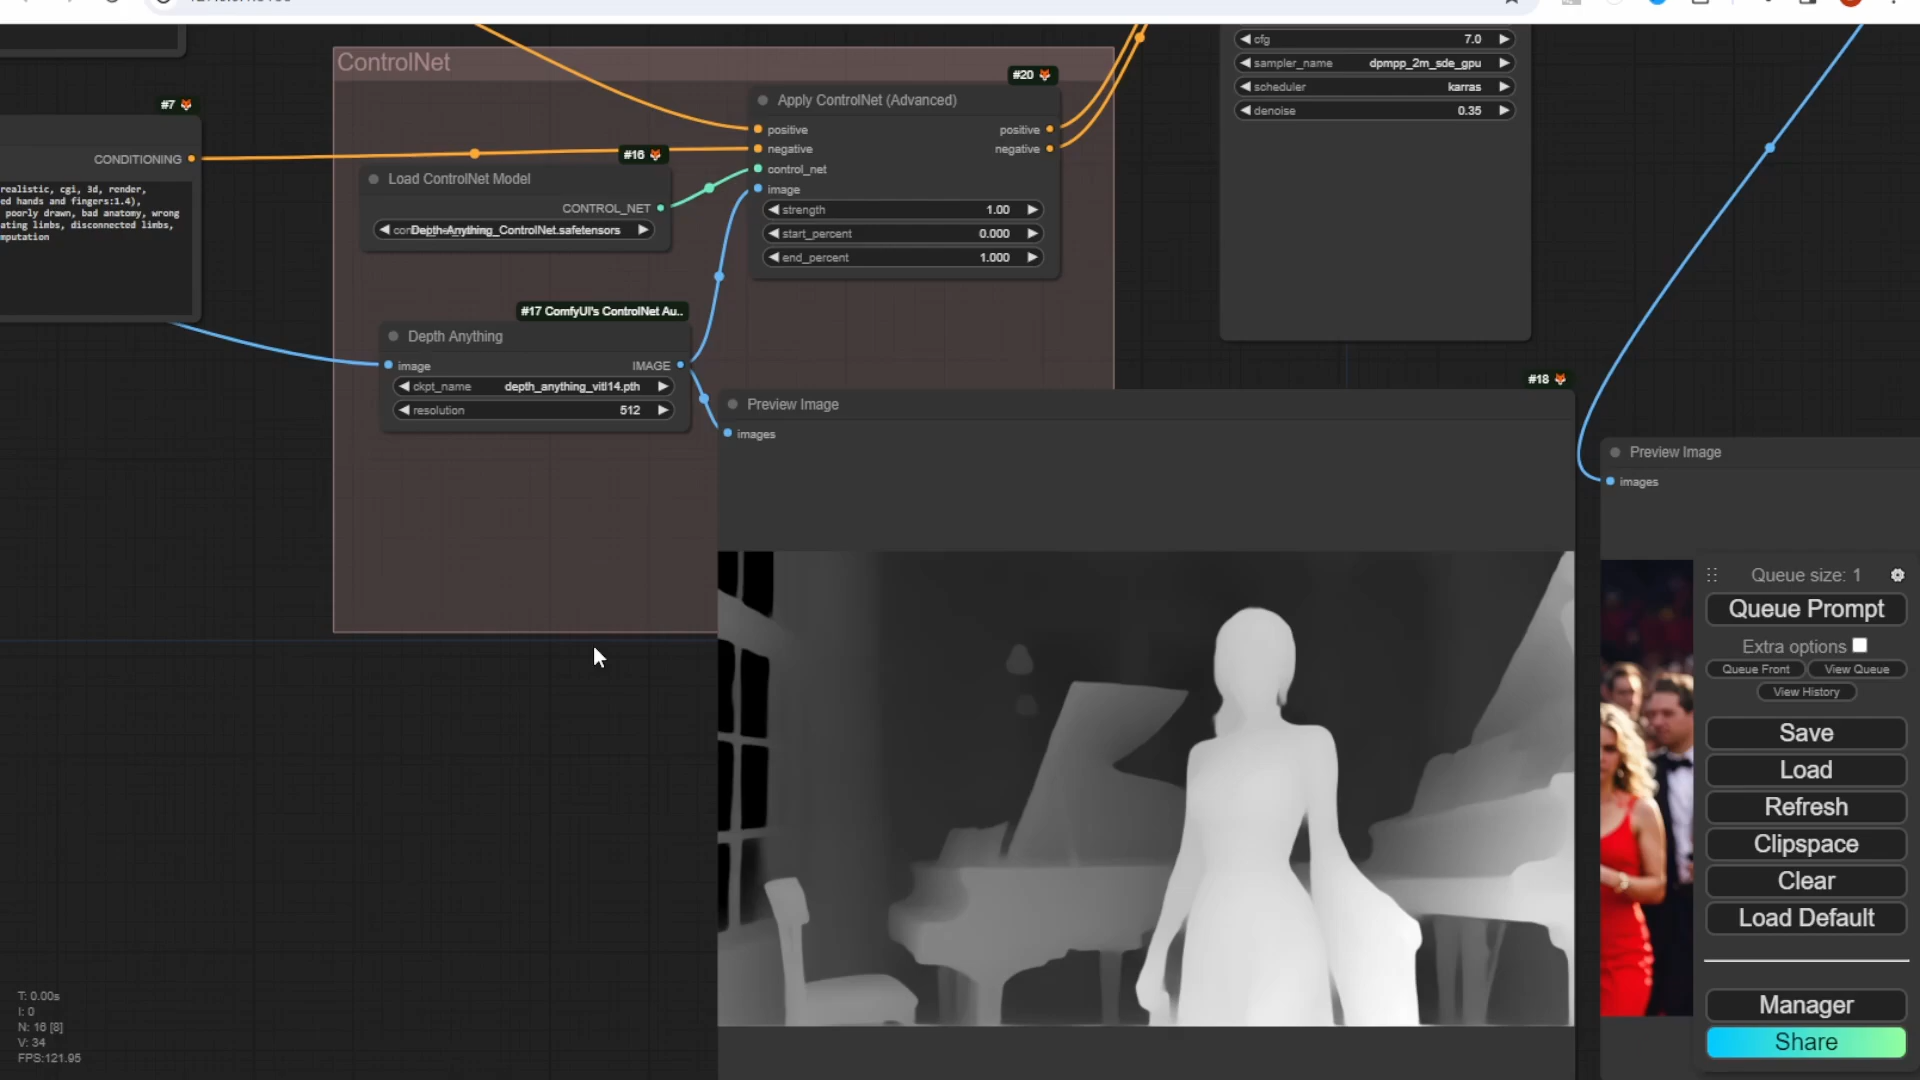 ControlNet
#7
CONDITIONING
realistic, cgi, 3d, render,
ed hands and fingers:1.4),
poorly drawn, bad anatomy, wrong
ating limbs, disconnected limbs,
mputation
#16
Load ControlNet Model
CONTROL_NET
Depth-Anything_ControlNet.safetensors
#20
Apply ControlNet (Advanced)
positive
positive
negative
negative
control_net
image
strength 1.00
start_percent 0.000
end_percent 1.000
cfg 7.0
sampler_name dpmpp_2m_sde_gpu
scheduler karras
denoise 0.35
#17 ComfyUI's ControlNet Au..
Depth Anything
image IMAGE
ckpt_name depth_anything_vitl14.pth
resolution 512
#18
Preview Image
images
Preview Image
images
Queue size: 1
Queue Prompt
Extra options
Queue Front
View Queue
View History
Save
Load
Refresh
Clipspace
Clear
Load Default
Manager
Share
T: 0.00s
I: 0
N: 16 [8]
V: 34
FPS:121.95